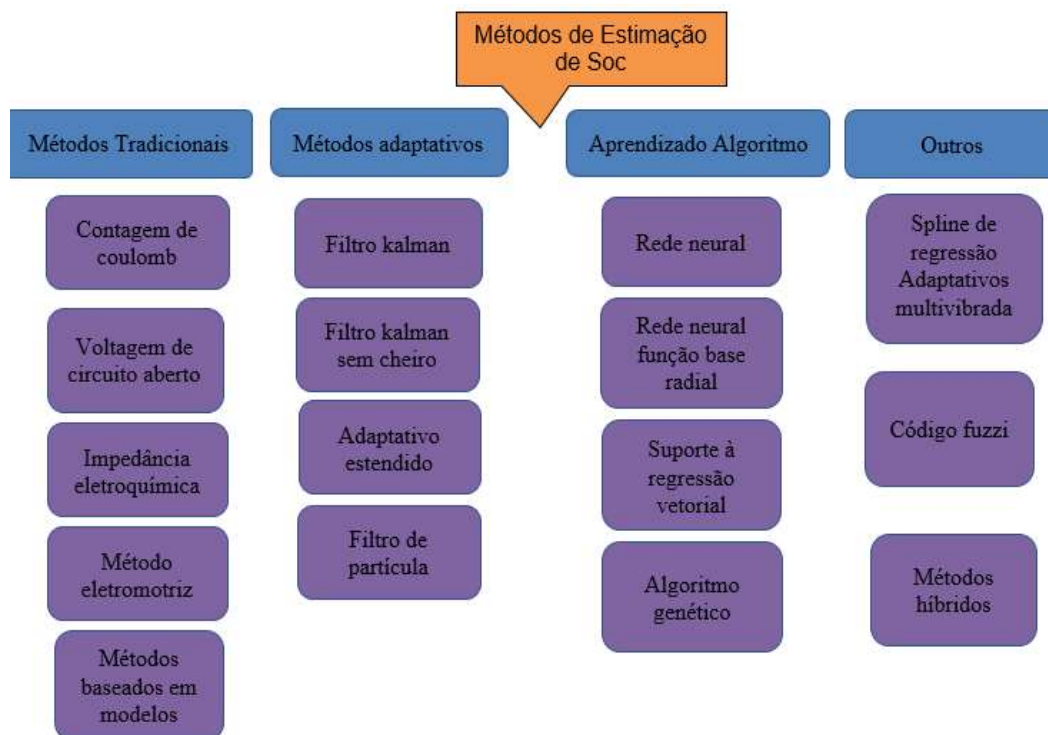 Métodos de Estimação
de Soc
Métodos Tradicionais
Contagem de
coulomb
Voltagem de
circuito aberto
Impedância
eletroquímica
Método
eletromotriz
Métodos
baseados em
modelos
Métodos adaptativos
Filtro kalman
Filtro kalman
sem cheiro
Adaptativo
estendido
Filtro de
partícula
Aprendizado Algoritmo
Rede neural
Rede neural
função base
radial
Suporte à
regressão
vetorial
Algoritmo
genético
Outros
Spline de
regressão
Adaptativos
multivibrada
Código fuzzi
Métodos
híbridos